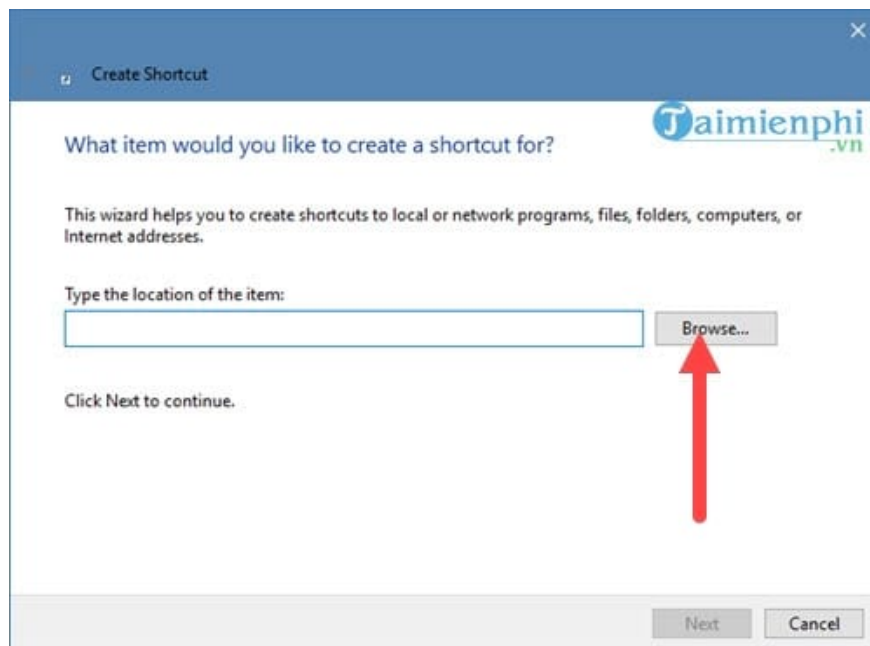 Create Shortcut
Taimienphi
.vn
What item would you like to create a shortcut for?
This wizard helps you to create shortcuts to local or network programs, files, folders, computers, or
Internet addresses.
Type the location of the item:
Browse...
Click Next to continue.
Next
Cancel